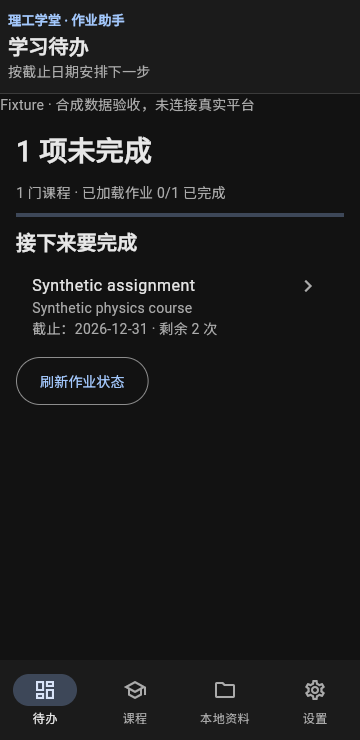 理工学堂 · 作业助手
学习待办
按截止日期安排下一步
Fixture · 合成数据验收，未连接真实平台
1 项未完成
1 门课程 · 已加载作业 0/1 已完成
接下来要完成
Synthetic assignment
Synthetic physics course
截止：2026-12-31 · 剩余 2 次
刷新作业状态
待办
课程
本地资料
设置